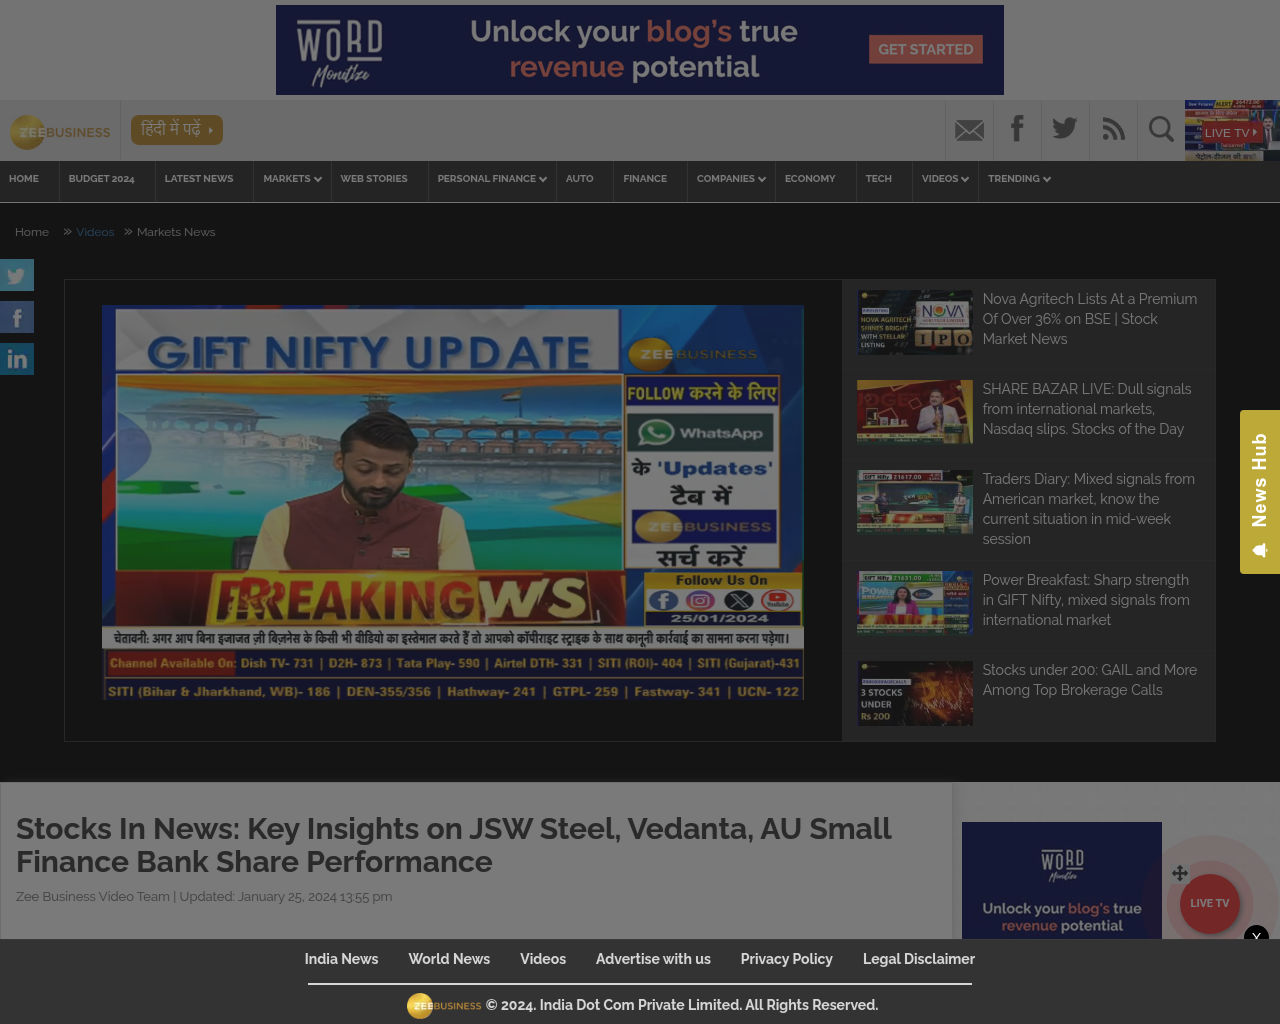 WORD
Monetize
Unlock your blog's true
revenue potential
GET STARTED
ZEEBUSINESS
हिंदी में पढ़ें
LIVE TV
HOME
BUDGET 2024
LATEST NEWS
MARKETS
WEB STORIES
PERSONAL FINANCE
AUTO
FINANCE
COMPANIES
ECONOMY
TECH
VIDEOS
TRENDING
Home » Videos » Markets News
GIFT NIFTY UPDATE
ZEEBUSINESS
FOLLOW करने के लिए
WhatsApp
के 'Updates'
टैब में
ZEEBUSINESS
सर्च करें
Follow Us On
25/01/2024
चेतावनी: अगर आप बिना इजाजत ज़ी बिज़नेस के किसी भी वीडियो का इस्तेमाल करते हैं तो आपको कॉपीराइट स्ट्राइक के साथ कानूनी कार्रवाई का सामना करना पड़ेगा।
Channel Available On: Dish TV- 731 | D2H- 873 | Tata Play- 590 | Airtel DTH- 331 | SITI (ROI)- 404 | SITI (Gujarat)-431
SITI (Bihar & Jharkhand, WB)- 186 | DEN-355/356 | Hathway- 241 | GTPL- 259 | Fastway- 341 | UCN- 122
NOVA AGRITECH
SHINES BRIGHT
WITH STELLAR
LISTING
NOVA
IPO
Nova Agritech Lists At a Premium
Of Over 36% on BSE | Stock
Market News
SHARE BAZAR LIVE: Dull signals
from international markets,
Nasdaq slips. Stocks of the Day
Traders Diary: Mixed signals from
American market, know the
current situation in mid-week
session
Power Breakfast: Sharp strength
in GIFT Nifty, mixed signals from
international market
3 STOCKS
UNDER
Rs 200
Stocks under 200: GAIL and More
Among Top Brokerage Calls
News Hub
Stocks In News: Key Insights on JSW Steel, Vedanta, AU Small
Finance Bank Share Performance
Zee Business Video Team | Updated: January 25, 2024 13:55 pm
WORD
Monetize
Unlock your blog's true
revenue potential
LIVE TV
X
India News
World News
Videos
Advertise with us
Privacy Policy
Legal Disclaimer
ZEEBUSINESS © 2024. India Dot Com Private Limited. All Rights Reserved.